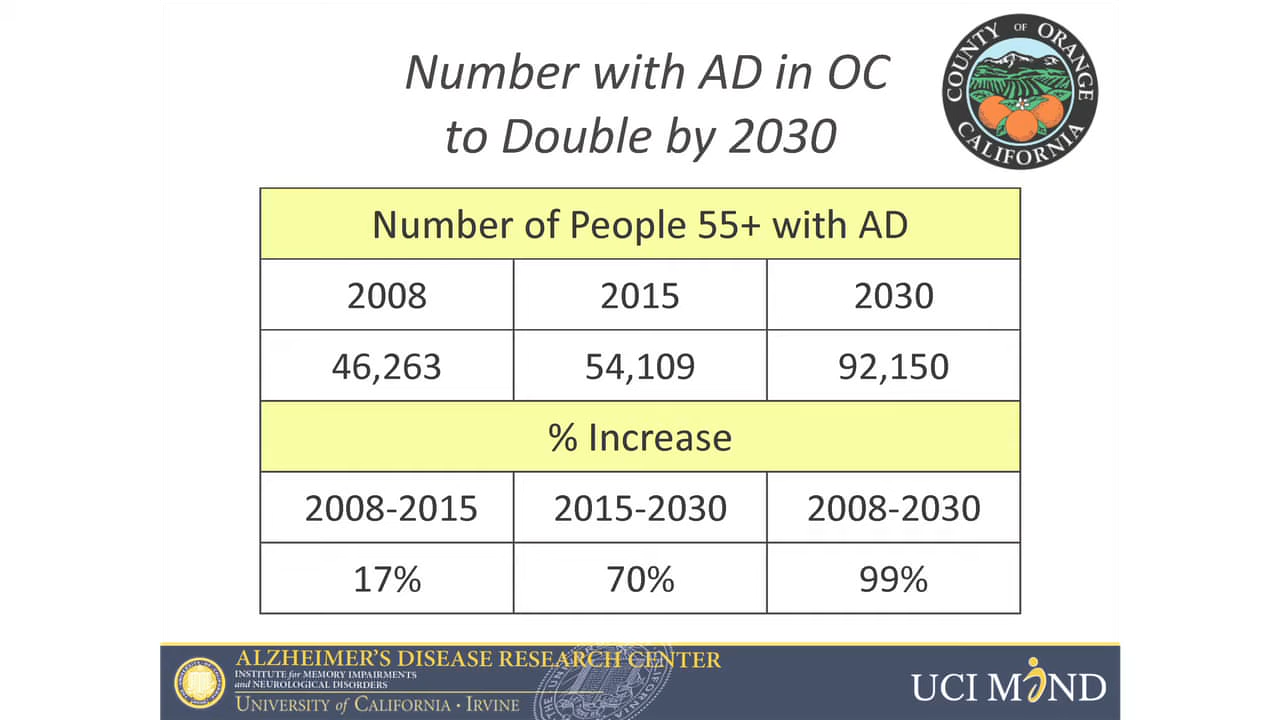 Number with AD in OC
to Double by 2030
COUNTY OF ORANGE
CALIFORNIA
Number of People 55+ with AD
2008 2015 2030
46,263 54,109 92,150
% Increase
2008-2015 2015-2030 2008-2030
17% 70% 99%
ALZHEIMER'S DISEASE RESEARCH CENTER
INSTITUTE for MEMORY IMPAIRMENTS
and NEUROLOGICAL DISORDERS
UNIVERSITY of CALIFORNIA · IRVINE
UCI MIND